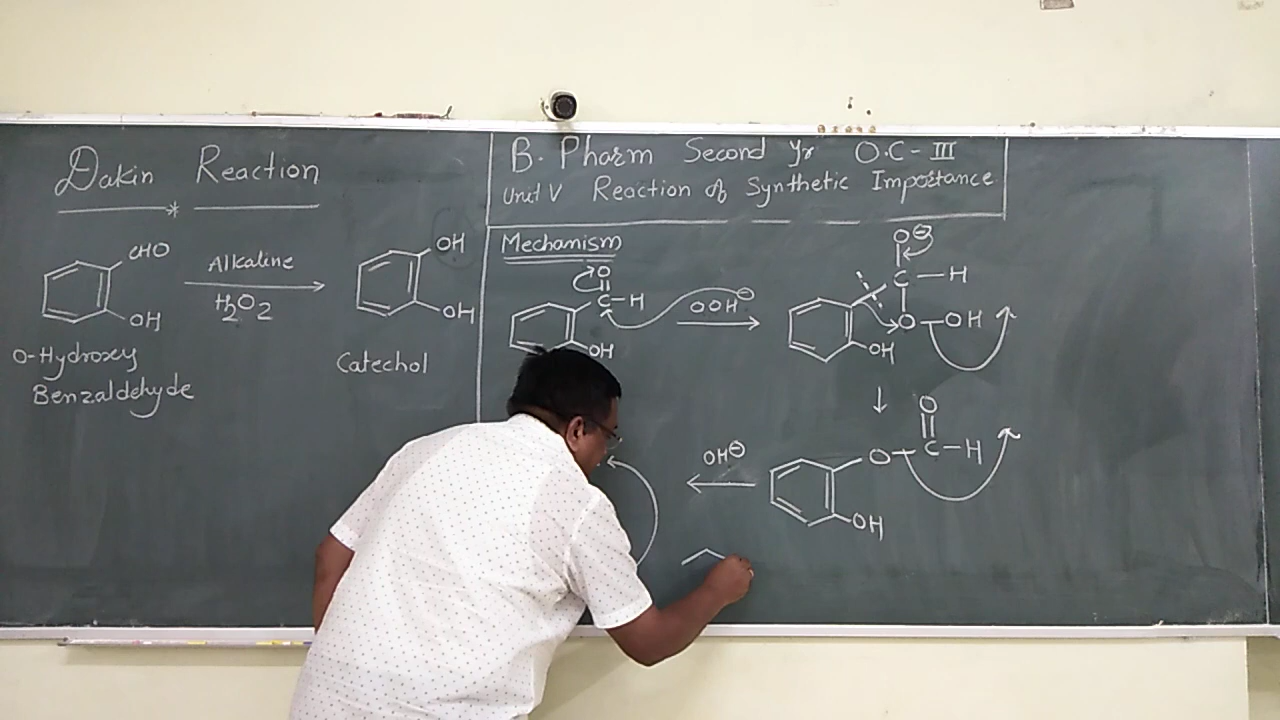 Dakin Reaction
CHO
OH
Alkaline
H2O2
OH
OH
O-Hydroxy
Benzaldehyde
Catechol
B. Pharm Second Yr O.C-III
Unit V Reaction of Synthetic Importance
Mechanism
O
C-H
OH
OOH⊖
O⊖
C-H
O-OH
OH
↓
O
O-C-H
OH
OH⊖